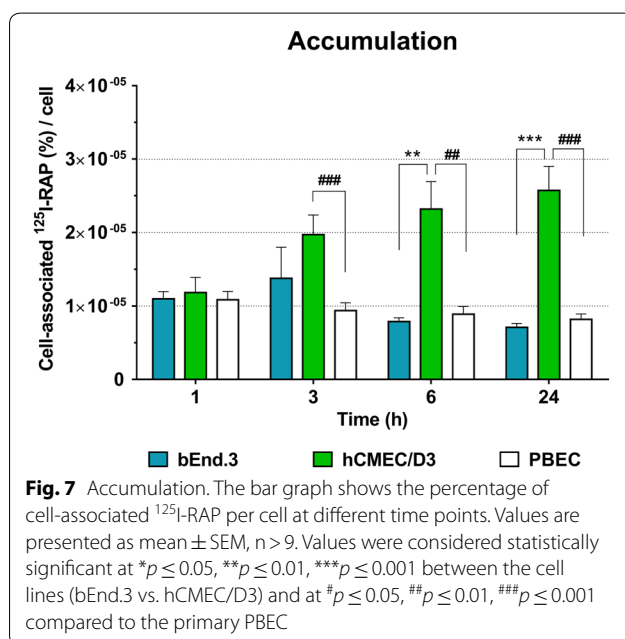 Accumulation
Cell-associated ¹²⁵I-RAP (%) / cell
4×10⁻⁰⁵
3×10⁻⁰⁵
2×10⁻⁰⁵
1×10⁻⁰⁵
0
###
** ##
*** ###
1 3 6 24
Time (h)
bEnd.3 hCMEC/D3 PBEC
Fig. 7 Accumulation. The bar graph shows the percentage of
cell-associated ¹²⁵I-RAP per cell at different time points. Values are
presented as mean ± SEM, n > 9. Values were considered statistically
significant at *p ≤ 0.05, **p ≤ 0.01, ***p ≤ 0.001 between the cell
lines (bEnd.3 vs. hCMEC/D3) and at #p ≤ 0.05, ##p ≤ 0.01, ###p ≤ 0.001
compared to the primary PBEC